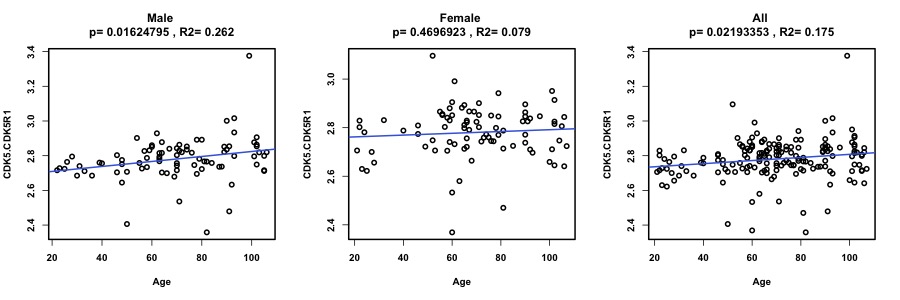 Male
p= 0.01624795 , R2= 0.262
CDK5.CDK5R1
3.4
3.2
3.0
2.8
2.6
2.4
20 40 60 80 100
Age
Female
p= 0.4696923 , R2= 0.079
CDK5.CDK5R1
3.0
2.8
2.6
2.4
20 40 60 80 100
Age
All
p= 0.02193353 , R2= 0.175
CDK5.CDK5R1
3.4
3.2
3.0
2.8
2.6
2.4
20 40 60 80 100
Age